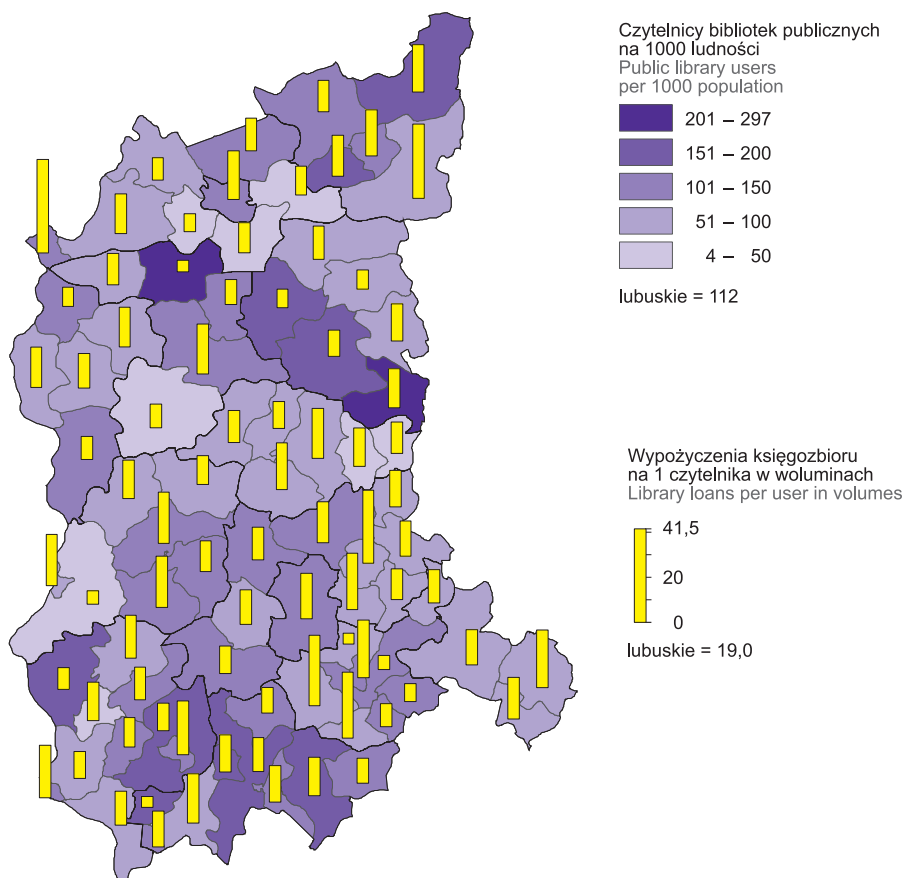 Czytelnicy bibliotek publicznych
na 1000 ludności
Public library users
per 1000 population
201 – 297
151 – 200
101 – 150
51 – 100
4 – 50
lubuskie = 112
Wypożyczenia księgozbioru
na 1 czytelnika w woluminach
Library loans per user in volumes
41,5
20
0
lubuskie = 19,0